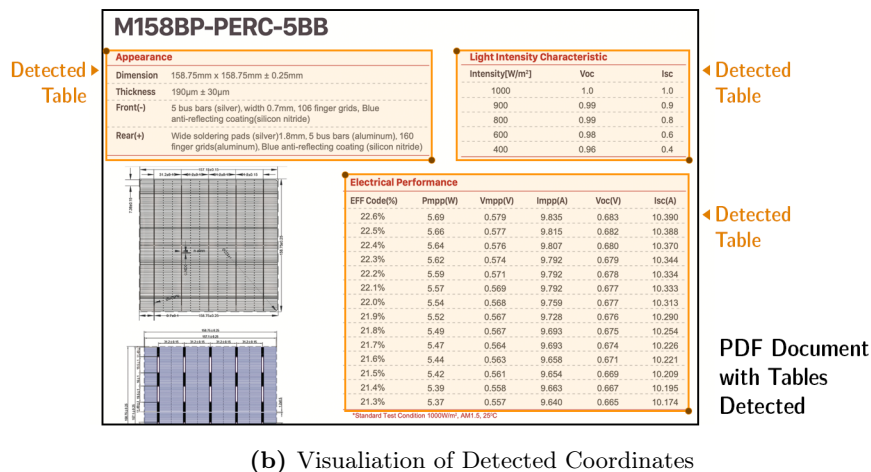 M158BP-PERC-5BB
Detected
Table
Appearance
Dimension 158.75mm x 158.75mm ± 0.25mm
Thickness 190μm ± 30μm
Front(-) 5 bus bars (silver), width 0.7mm, 106 finger grids, Blue
anti-reflecting coating(silicon nitride)
Rear(+) Wide soldering pads (silver)1.8mm, 5 bus bars (aluminum), 160
finger grids(aluminum), Blue anti-reflecting coating (silicon nitride)
Light Intensity Characteristic
Intensity[W/m²] Voc Isc
1000 1.0 1.0
900 0.99 0.9
800 0.99 0.8
600 0.98 0.6
400 0.96 0.4
Detected
Table
Electrical Performance
EFF Code(%) Pmpp(W) Vmpp(V) Impp(A) Voc(V) Isc(A)
22.6% 5.69 0.579 9.835 0.683 10.390
22.5% 5.66 0.577 9.815 0.682 10.388
22.4% 5.64 0.576 9.807 0.680 10.370
22.3% 5.62 0.574 9.792 0.679 10.344
22.2% 5.59 0.571 9.792 0.678 10.334
22.1% 5.57 0.569 9.792 0.677 10.333
22.0% 5.54 0.568 9.759 0.677 10.313
21.9% 5.52 0.567 9.728 0.676 10.290
21.8% 5.49 0.567 9.693 0.675 10.254
21.7% 5.47 0.564 9.693 0.674 10.226
21.6% 5.44 0.563 9.658 0.671 10.221
21.5% 5.42 0.561 9.654 0.669 10.209
21.4% 5.39 0.558 9.663 0.667 10.195
21.3% 5.37 0.557 9.640 0.665 10.174
*Standard Test Condition 1000W/m², AM1.5, 25°C
Detected
Table
PDF Document
with Tables
Detected
(b) Visualiation of Detected Coordinates